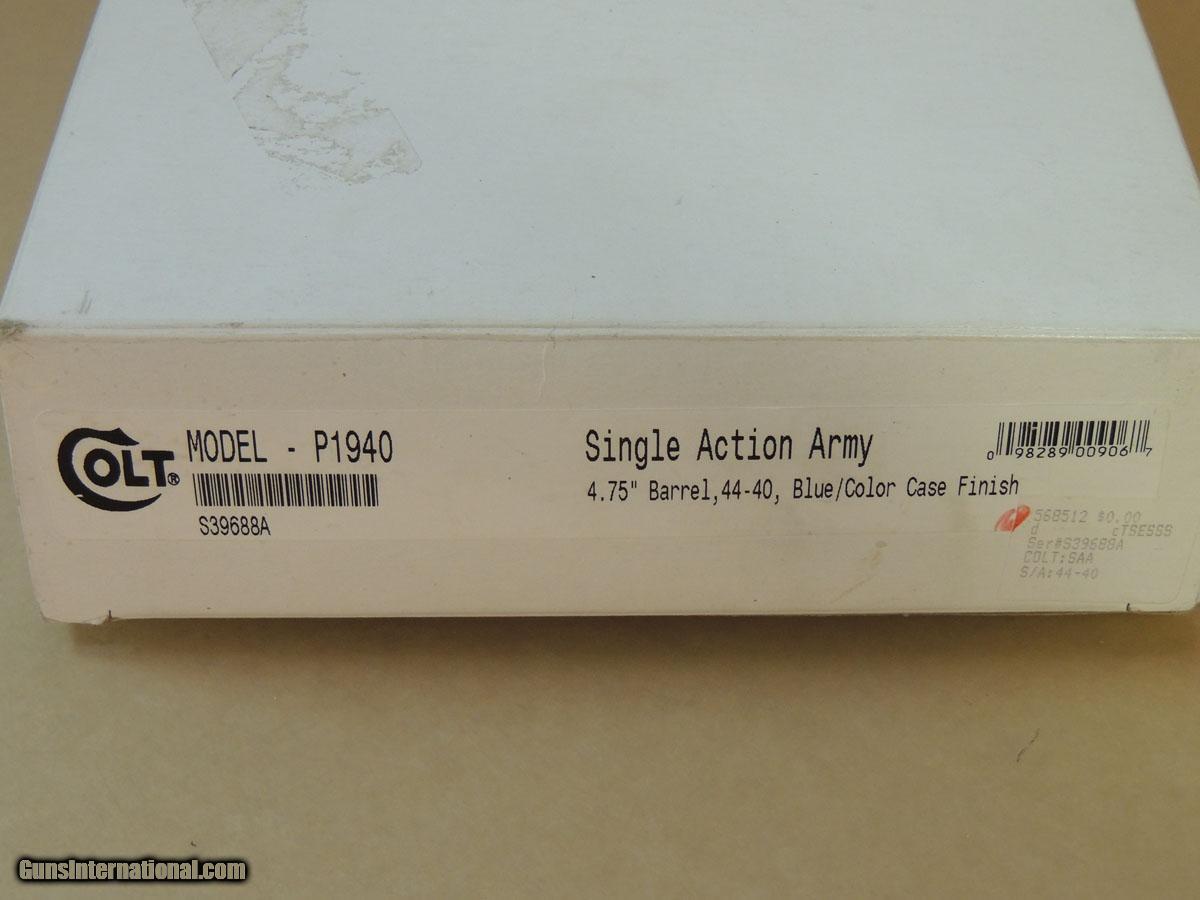 COLT®
MODEL - P1940
S39688A
Single Action Army
4.75" Barrel,44-40, Blue/Color Case Finish
0 98289 00906 7
568512 $0.00
d cTSESSS
Ser#S39688A
COLT:SAA
S/A:44-40
GunsInternational.com